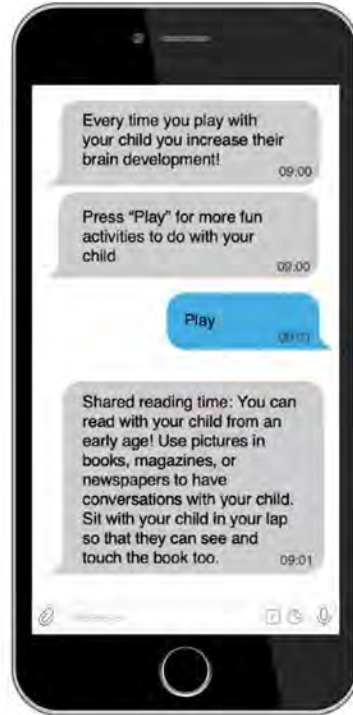 Every time you play with
your child you increase their
brain development!
09:00
Press “Play” for more fun
activities to do with your
child
09:00
Play
09:01
Shared reading time: You can
read with your child from an
early age! Use pictures in
books, magazines, or
newspapers to have
conversations with your child.
Sit with your child in your lap
so that they can see and
touch the book too.
09:01